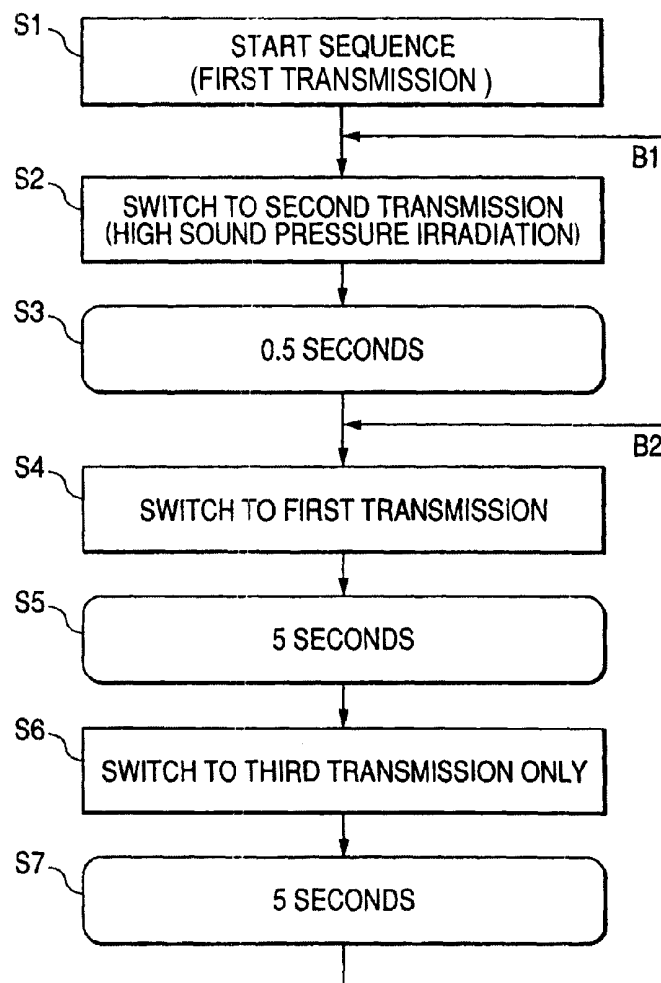 S1
START SEQUENCE
(FIRST TRANSMISSION )
B1
S2
SWITCH TO SECOND TRANSMISSION
(HIGH SOUND PRESSURE IRRADIATION)
S3
0.5 SECONDS
B2
S4
SWITCH TO FIRST TRANSMISSION
S5
5 SECONDS
S6
SWITCH TO THIRD TRANSMISSION ONLY
S7
5 SECONDS